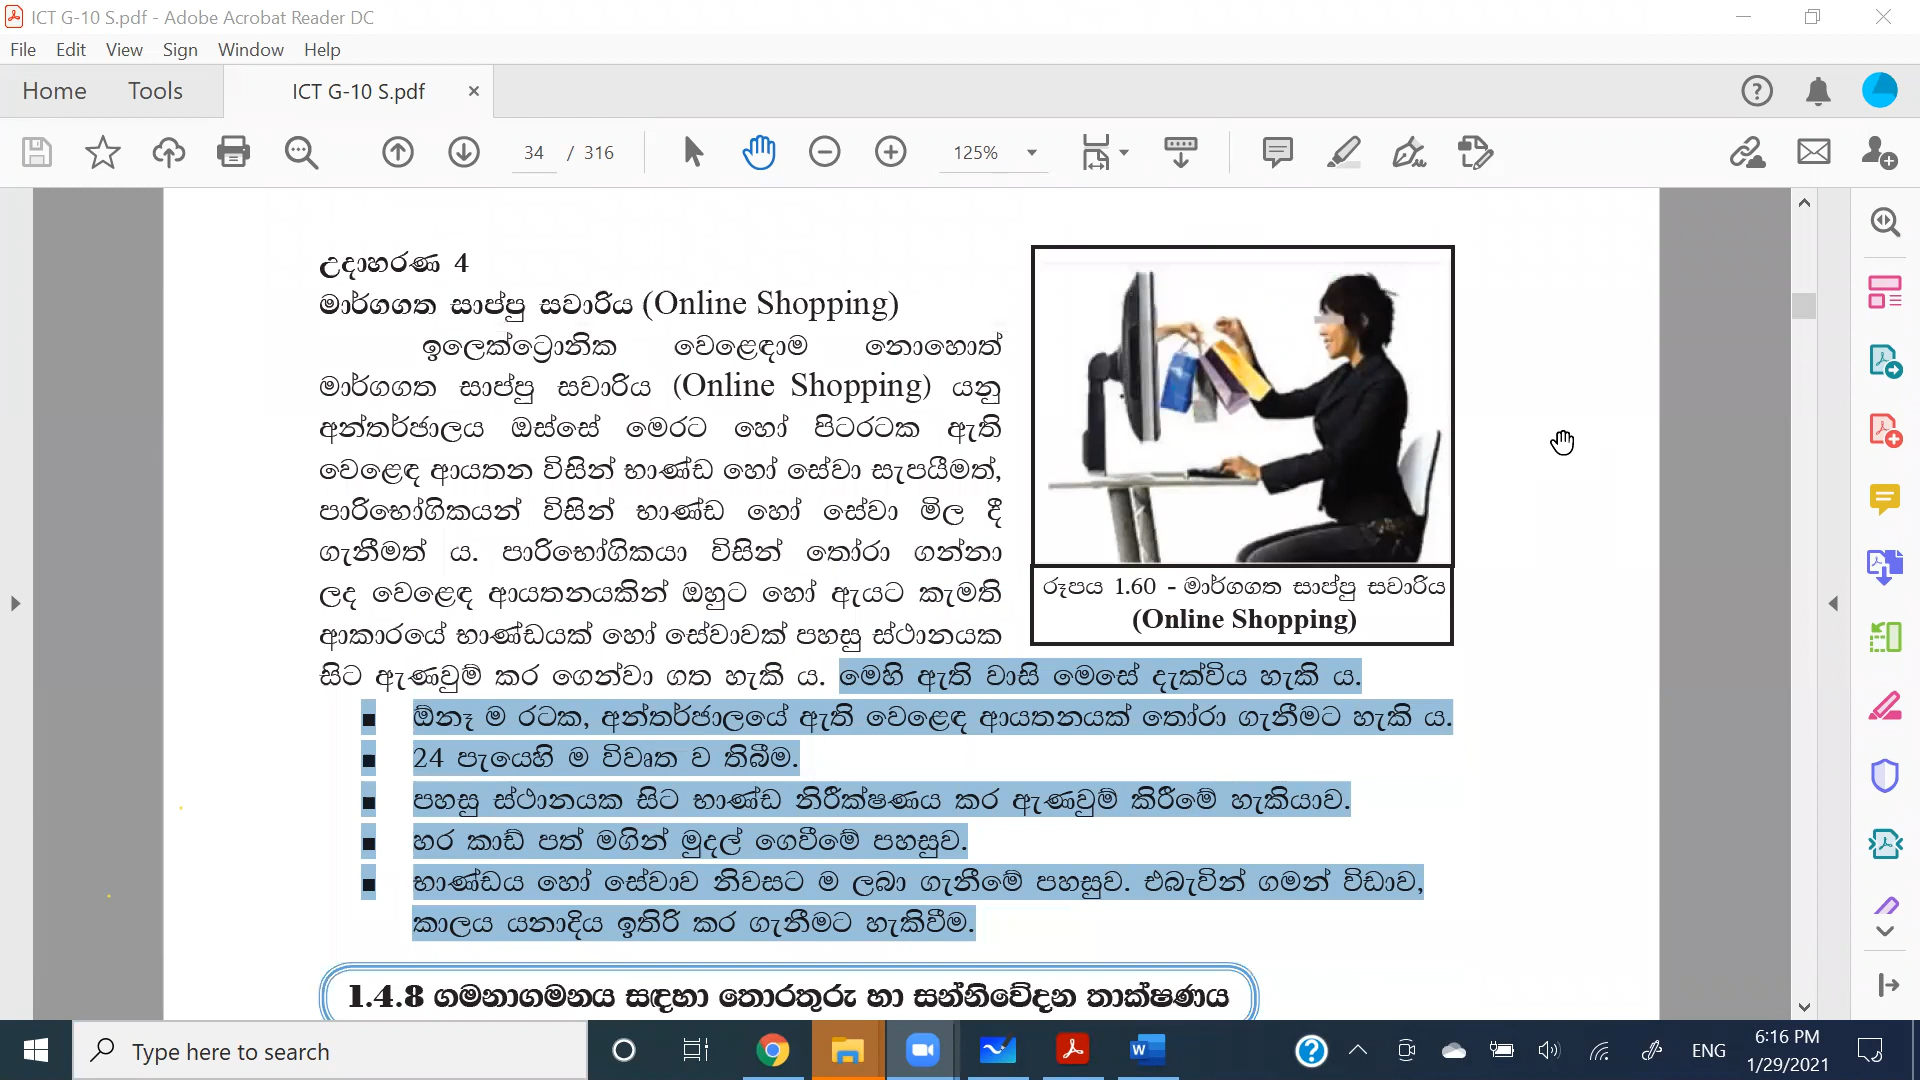 ICT G-10 S.pdf - Adobe Acrobat Reader DC
File Edit View Sign Window Help
Home Tools ICT G-10 S.pdf ×
34 / 316 125%
උදාහරණ 4
මාර්ගගත සාප්පු සවාරිය (Online Shopping)
ඉලෙක්ට්‍රොනික වෙළෙඳාම නොහොත්
මාර්ගගත සාප්පු සවාරිය (Online Shopping) යනු
අන්තර්ජාලය ඔස්සේ මෙරට හෝ පිටරටක ඇති
වෙළෙඳ ආයතන විසින් භාණ්ඩ හෝ සේවා සැපයීමත්,
පාරිභෝගිකයන් විසින් භාණ්ඩ හෝ සේවා මිල දී
ගැනීමත් ය. පාරිභෝගිකයා විසින් තෝරා ගන්නා
ලද වෙළෙඳ ආයතනයකින් ඔහුට හෝ ඇයට කැමති
ආකාරයේ භාණ්ඩයක් හෝ සේවාවක් පහසු ස්ථානයක
සිට ඇණවුම් කර ගෙන්වා ගත හැකි ය. මෙහි ඇති වාසි මෙසේ දැක්විය හැකි ය.
රූපය 1.60 - මාර්ගගත සාප්පු සවාරිය
(Online Shopping)
■ ඕනෑ ම රටක, අන්තර්ජාලයේ ඇති වෙළෙඳ ආයතනයක් තෝරා ගැනීමට හැකි ය.
■ 24 පැයෙහි ම විවෘත ව තිබීම.
■ පහසු ස්ථානයක සිට භාණ්ඩ නිරීක්ෂණය කර ඇණවුම් කිරීමේ හැකියාව.
■ හර කාඩ් පත් මගින් මුදල් ගෙවීමේ පහසුව.
■ භාණ්ඩය හෝ සේවාව නිවසට ම ලබා ගැනීමේ පහසුව. එබැවින් ගමන් විඩාව,
කාලය යනාදිය ඉතිරි කර ගැනීමට හැකිවීම.
1.4.8 ගමනාගමනය සඳහා තොරතුරු හා සන්නිවේදන තාක්ෂණය
Type here to search
ENG
6:16 PM
1/29/2021